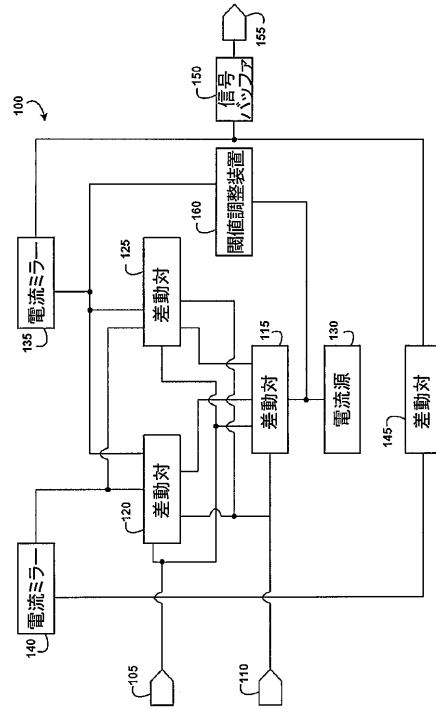 100
電流ミラー
140
電流ミラー
135
差動対
120
差動対
125
閾値調整装置
160
信号
バッファ
150
155
差動対
115
電流源
130
差動対
145
105
110